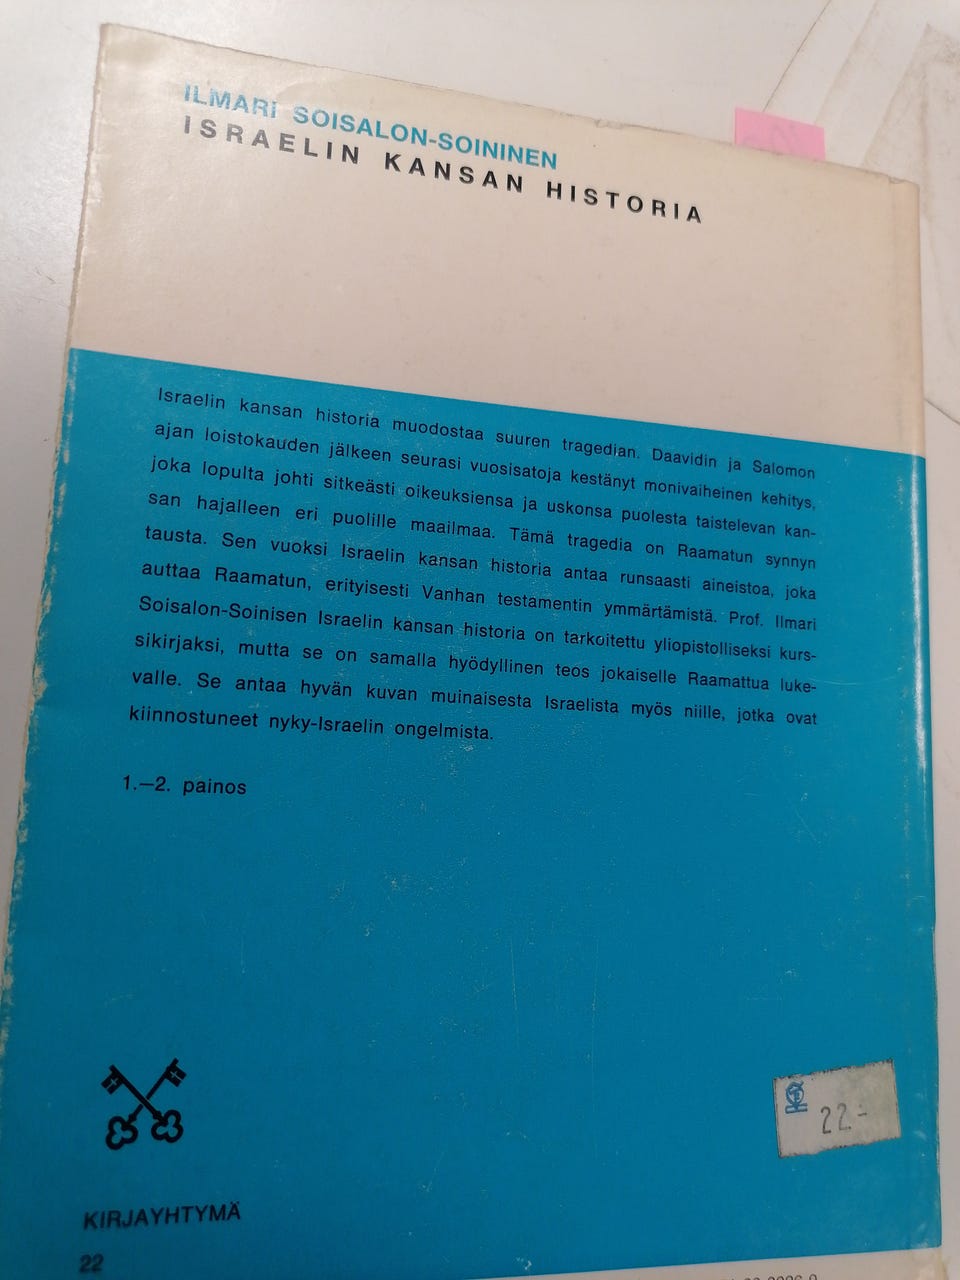 ILMARI SOISALON-SOININEN
ISRAELIN KANSAN HISTORIA
Israelin kansan historia muodostaa suuren tragedian. Daavidin ja Salomon
ajan loistokauden jälkeen seurasi vuosisatoja kestänyt monivaiheinen kehitys,
joka lopulta johti sitkeästi oikeuksiensa ja uskonsa puolesta taistelevan kan-
san hajalleen eri puolille maailmaa. Tämä tragedia on Raamatun synnyn
tausta. Sen vuoksi Israelin kansan historia antaa runsaasti aineistoa, joka
auttaa Raamatun, erityisesti Vanhan testamentin ymmärtämistä. Prof. Ilmari
Soisalon-Soinisen Israelin kansan historia on tarkoitettu yliopistolliseksi kurs-
sikirjaksi, mutta se on samalla hyödyllinen teos jokaiselle Raamattua luke-
valle. Se antaa hyvän kuvan muinaisesta Israelista myös niille, jotka ovat
kiinnostuneet nyky-Israelin ongelmista.
1.—2. painos
22-
KIRJAYHTYMÄ
22